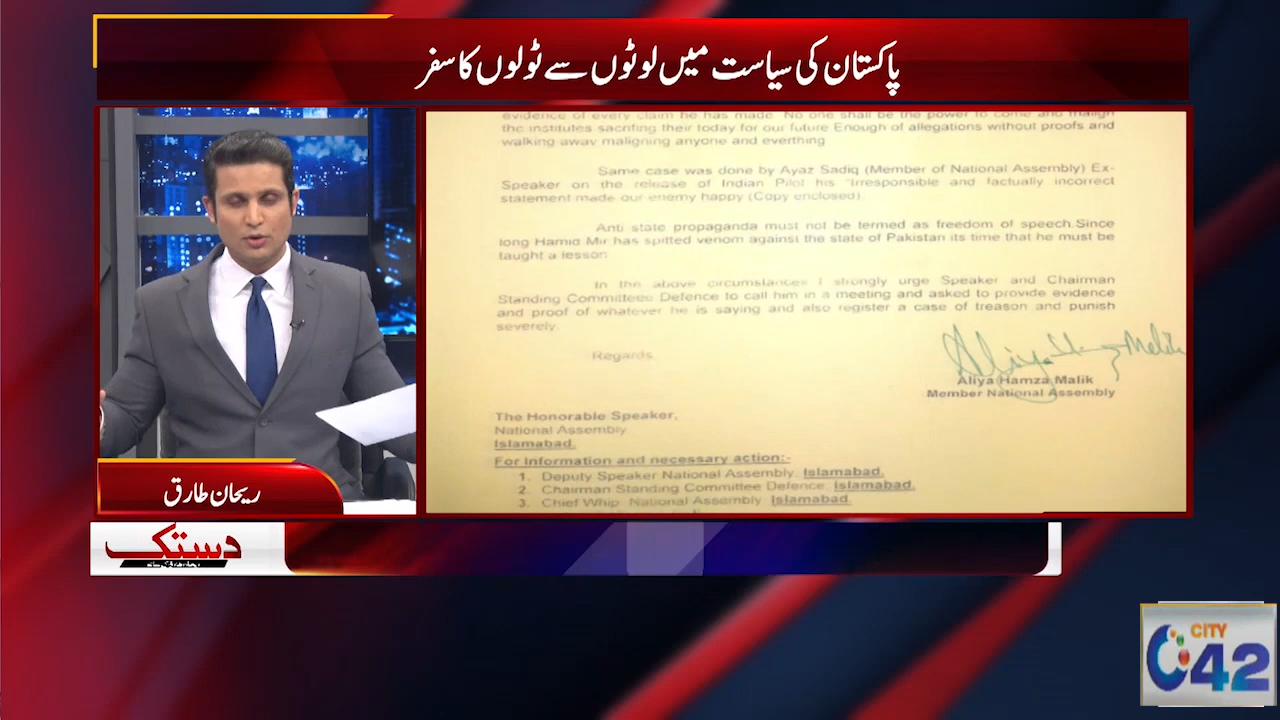 پاکستان کی سیاست میں لوٹوں سے ٹولوں کا سفر
evidence of every claim he has made. No one shall be the power to come and malign
the institutes sacrifing their today for our future Enough of allegations without proofs and
walking away maligning anyone and everthing
Same case was done by Ayaz Sadiq (Member of National Assembly) Ex-
Speaker on the release of Indian Pilot his "Irresponsible and factually incorrect
statement made our enemy happy (Copy enclosed).
Anti state propaganda must not be termed as freedom of speech.Since
long Hamid Mir has spitted venom against the state of Pakistan its time that he must be
taught a lesson
In the above circumstances I strongly urge Speaker and Chairman
Standing Committees Defence to call him in a meeting and asked to provide evidence
and proof of whatever he is saying and also register a case of treason and punish
severely.
Regards
Aliya Hamza Malik
Aliya Hamza Malik
Member National Assembly
The Honorable Speaker,
National Assembly
Islamabad.
For Information and necessary action:-
1. Deputy Speaker National Assembly. Islamabad.
2. Chairman Standing Committee Defence. Islamabad.
3. Chief Whip National Assembly Islamabad.
ریحان طارق
دستک
CITY
42